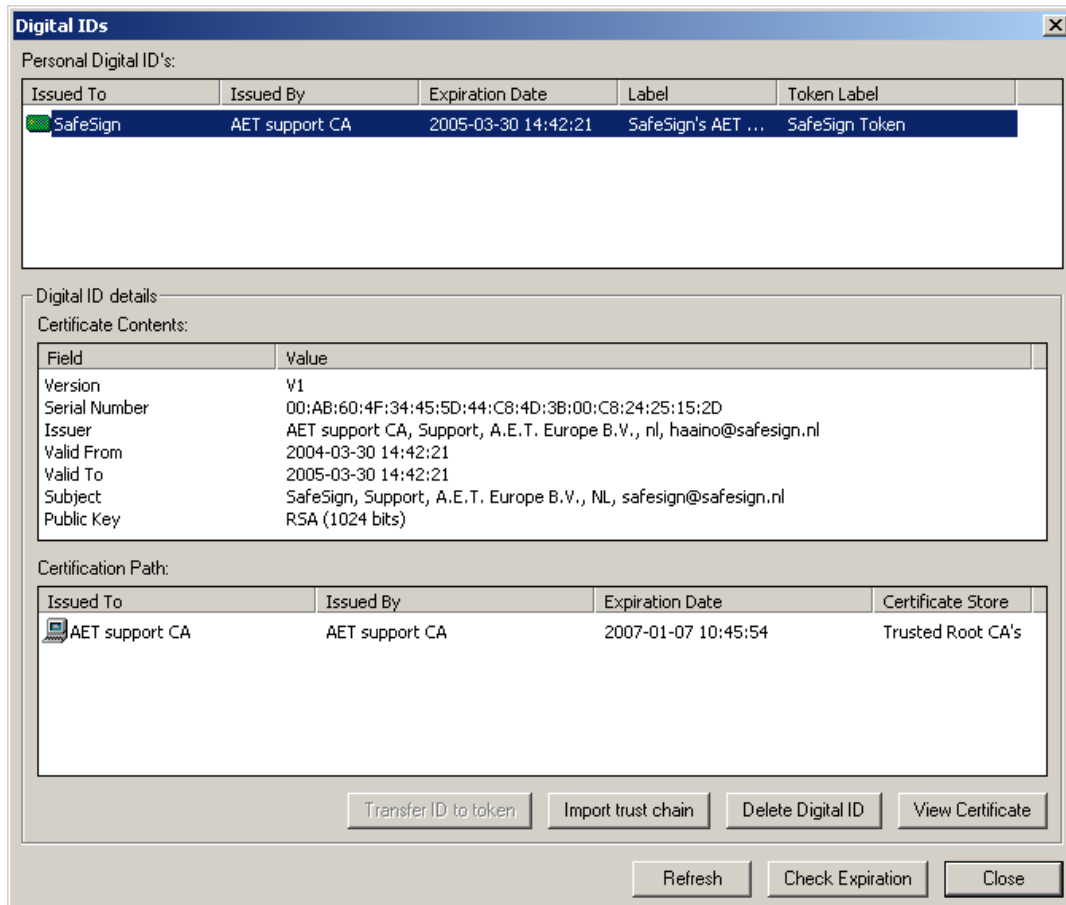 Digital IDs
Personal Digital ID's:
Issued To Issued By Expiration Date Label Token Label
SafeSign AET support CA 2005-03-30 14:42:21 SafeSign's AET ... SafeSign Token
Digital ID details
Certificate Contents:
Field Value
Version V1
Serial Number 00:AB:60:4F:34:45:5D:44:C8:4D:3B:00:C8:24:25:15:2D
Issuer AET support CA, Support, A.E.T. Europe B.V., nl, haaino@safesign.nl
Valid From 2004-03-30 14:42:21
Valid To 2005-03-30 14:42:21
Subject SafeSign, Support, A.E.T. Europe B.V., NL, safesign@safesign.nl
Public Key RSA (1024 bits)
Certification Path:
Issued To Issued By Expiration Date Certificate Store
AET support CA AET support CA 2007-01-07 10:45:54 Trusted Root CA's
Transfer ID to token Import trust chain Delete Digital ID View Certificate
Refresh Check Expiration Close